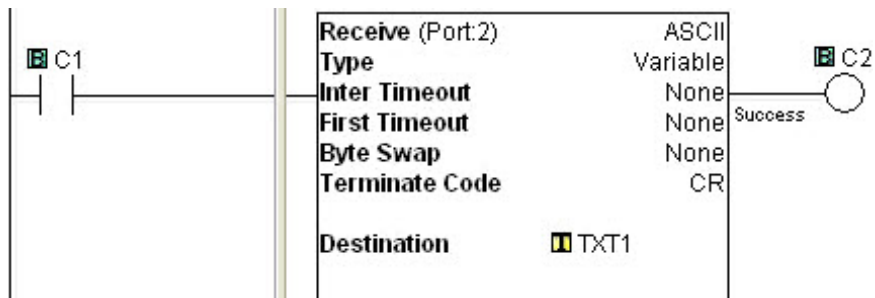 Receive (Port:2) ASCII
B C1
Type Variable
B C2
Inter Timeout None
Success
First Timeout None
Byte Swap None
Terminate Code CR
Destination T TXT1